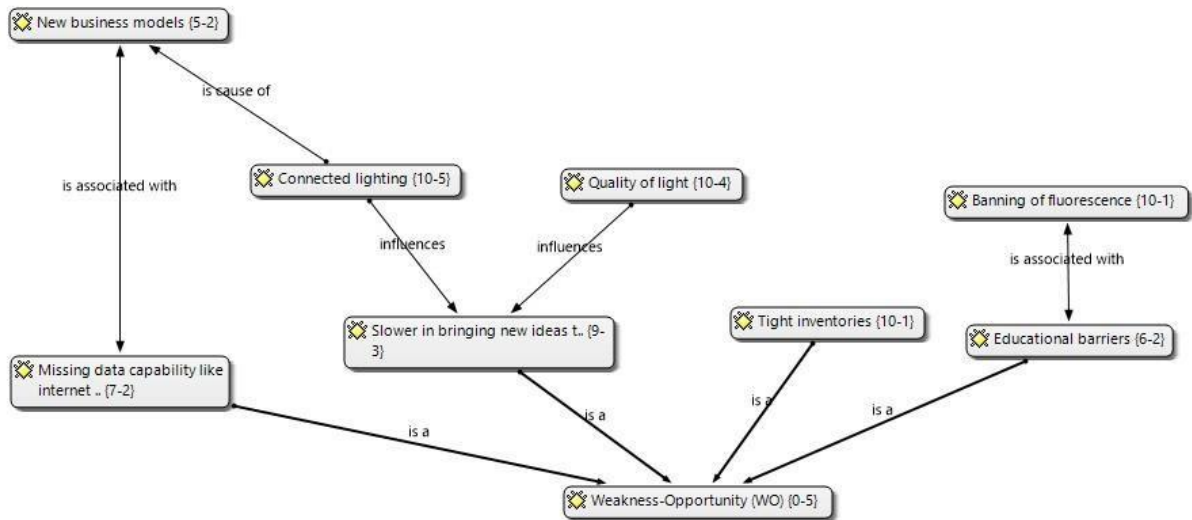 New business models {5-2}
is cause of
is associated with
Connected lighting {10-5}
Quality of light {10-4}
Banning of fluorescence {10-1}
influences
influences
is associated with
Tight inventories {10-1}
Slower in bringing new ideas t.. {9-
3}
Educational barriers {6-2}
Missing data capability like
internet .. {7-2}
is a
is a
is a
is a
Weakness-Opportunity (WO) {0-5}